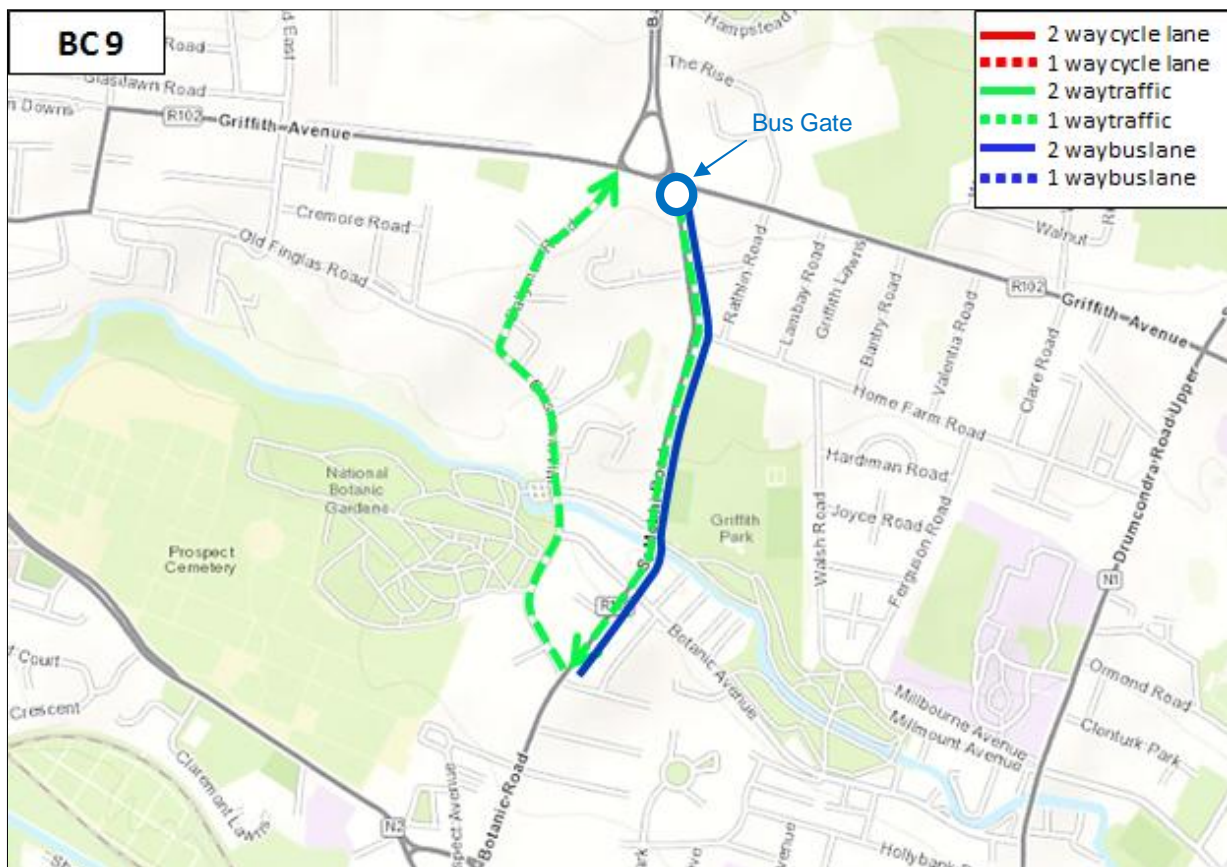 BC 9
2 way cycle lane
1 way cycle lane
2 way traffic
1 way traffic
2 way bus lane
1 way bus lane
Bus Gate
Road
East
Glasilawn Road
n Downs
R102
Griffith Avenue
Hampstead
The Rise
B
Cremore Road
Old Finglas Road
Road
Rathlin Road
Lambay Road
Griffith Lawns
Bantry Road
Valentia Road
Clare Road
Walnut
R102
Griffith Avenue
Home Farm Road
Drumcondra Road Upper
Hardiman Road
Joyce Road
Walsh Road
Ferguson Road
National
Botanic
Gardens
Prospect
Cemetery
Griffith
Park
N1
Botanic Avenue
Millbourne Avenue
Millmount Avenue
Ormond Road
Clonturk Park
Court
Crescent
Claremont Lawns
N2
spect Avenue
Botanic Road
Hollybank